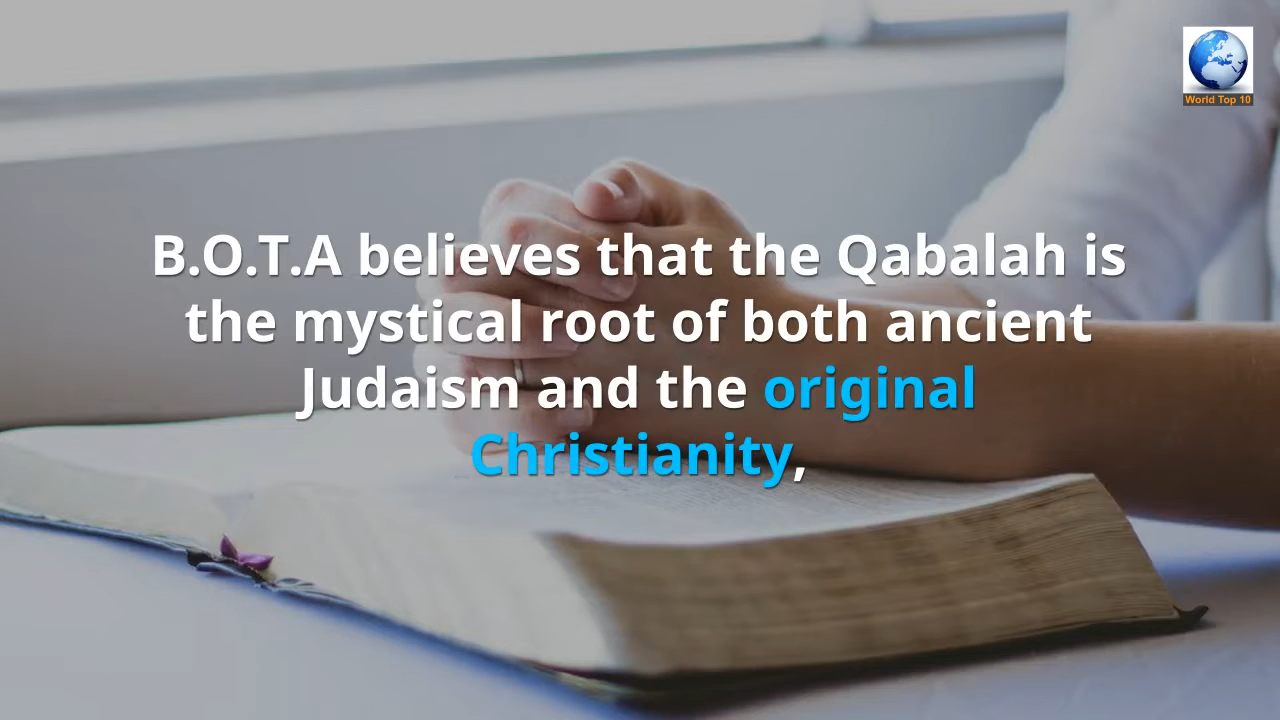 World Top 10
B.O.T.A believes that the Qabalah is
the mystical root of both ancient
Judaism and the original
Christianity,